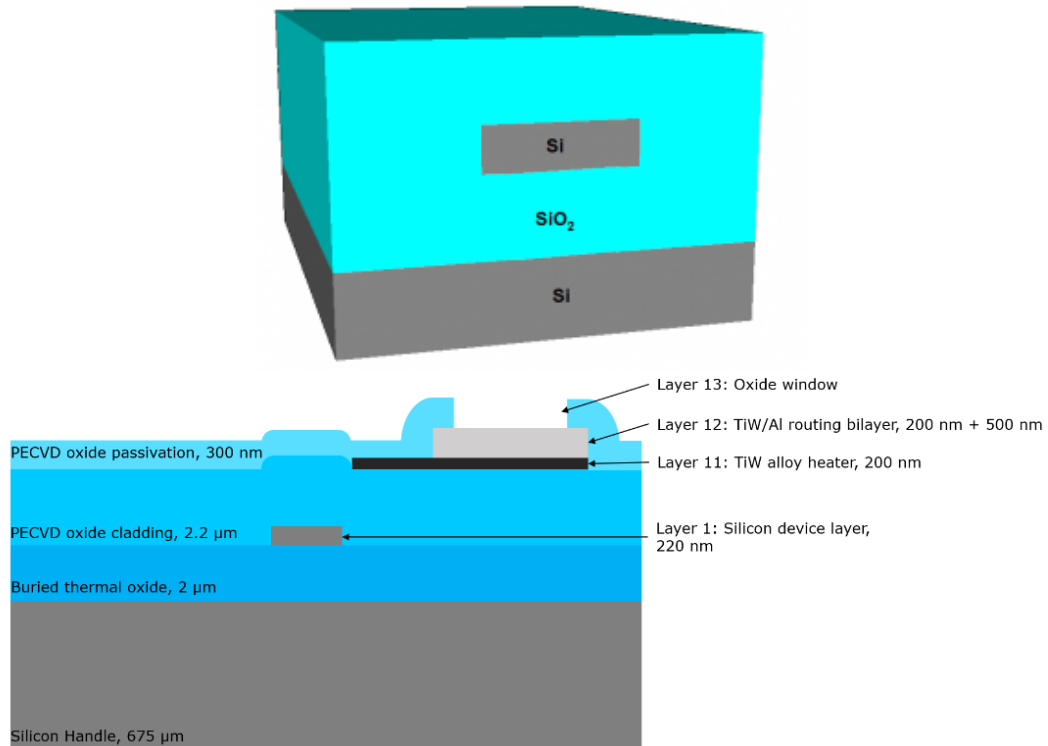 Si
SiO₂
Si
Layer 13: Oxide window
Layer 12: TiW/Al routing bilayer, 200 nm + 500 nm
PECVD oxide passivation, 300 nm
Layer 11: TiW alloy heater, 200 nm
PECVD oxide cladding, 2.2 μm
Layer 1: Silicon device layer,
220 nm
Buried thermal oxide, 2 μm
Silicon Handle, 675 μm